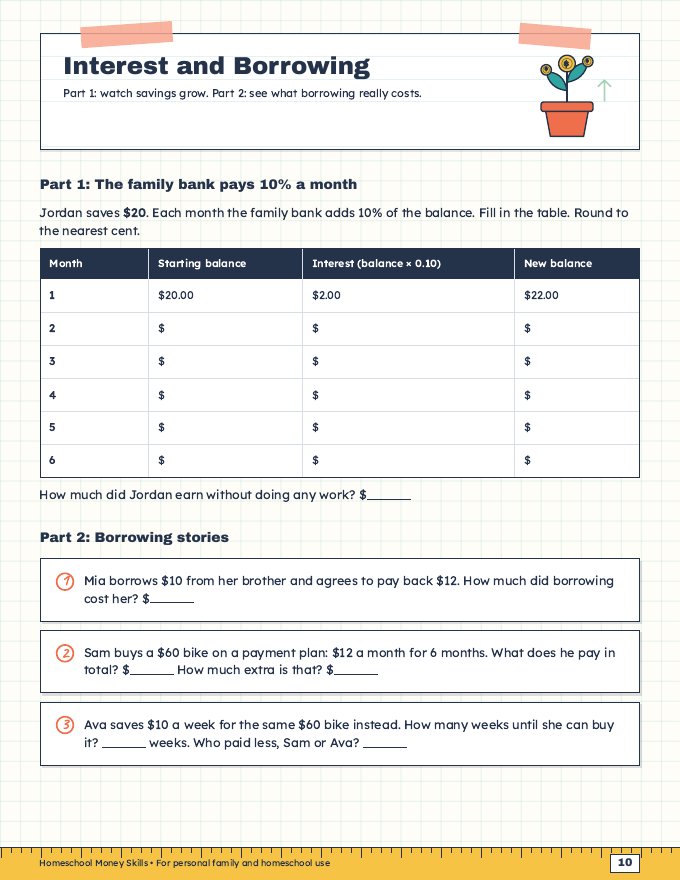 Interest and Borrowing
Part 1: watch savings grow. Part 2: see what borrowing really costs.
Part 1: The family bank pays 10% a month
Jordan saves $20. Each month the family bank adds 10% of the balance. Fill in the table. Round to
the nearest cent.
Month Starting balance Interest (balance × 0.10) New balance
1 $20.00 $2.00 $22.00
2 $ $ $
3 $ $ $
4 $ $ $
5 $ $ $
6 $ $ $
How much did Jordan earn without doing any work? $______
Part 2: Borrowing stories
1 Mia borrows $10 from her brother and agrees to pay back $12. How much did borrowing
cost her? $______
2 Sam buys a $60 bike on a payment plan: $12 a month for 6 months. What does he pay in
total? $______ How much extra is that? $______
3 Ava saves $10 a week for the same $60 bike instead. How many weeks until she can buy
it? ______ weeks. Who paid less, Sam or Ava? ______
Homeschool Money Skills • For personal family and homeschool use 10